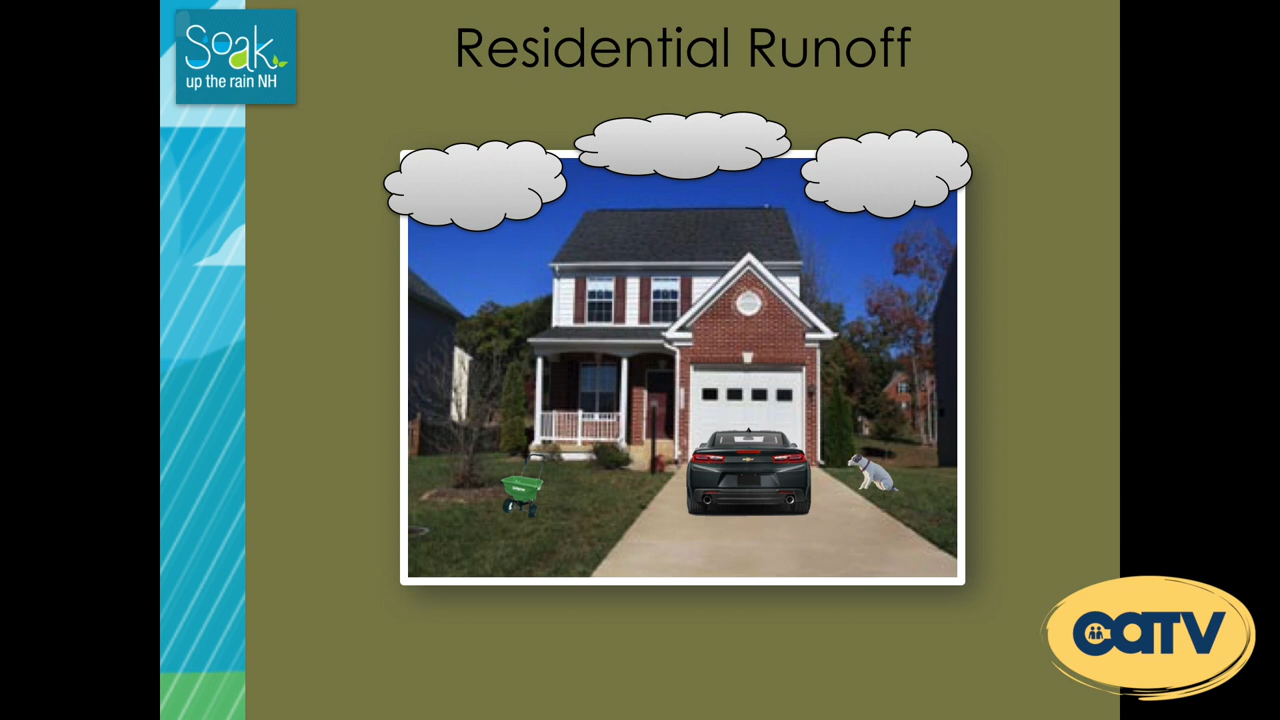 Soak
up the rain NH
Residential Runoff
CATV